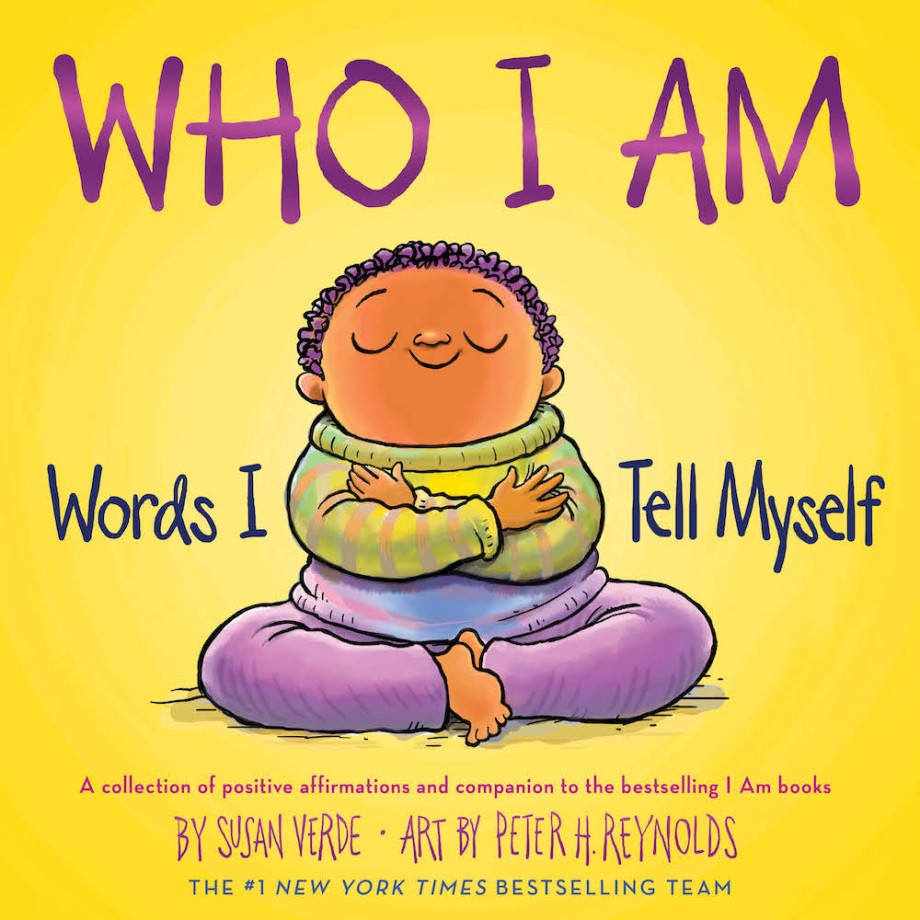 WHO I AM
Words I Tell Myself
A collection of positive affirmations and companion to the bestselling I Am books
BY SUSAN VERDE · ART BY PETER H. REYNOLDS
THE #1 NEW YORK TIMES BESTSELLING TEAM